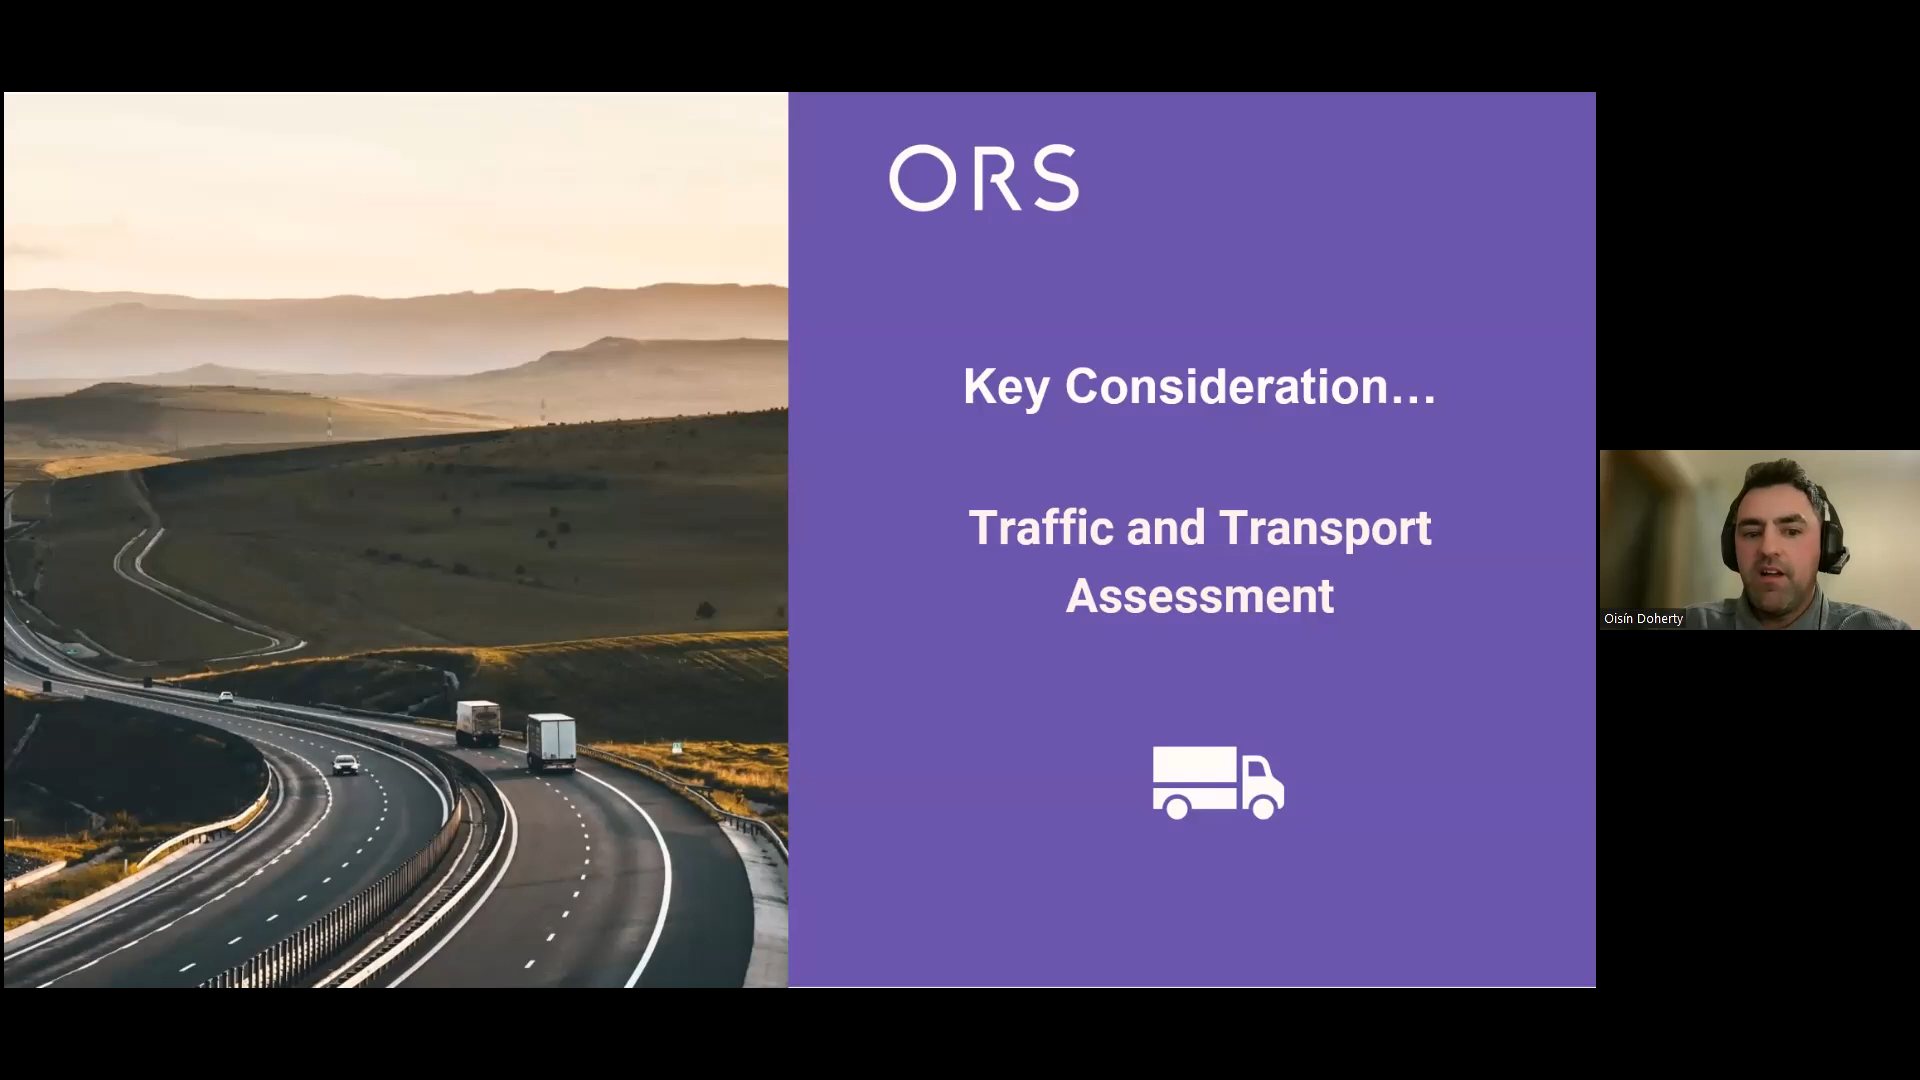 ORS
Key Consideration…
Traffic and Transport
Assessment
Oisín Doherty